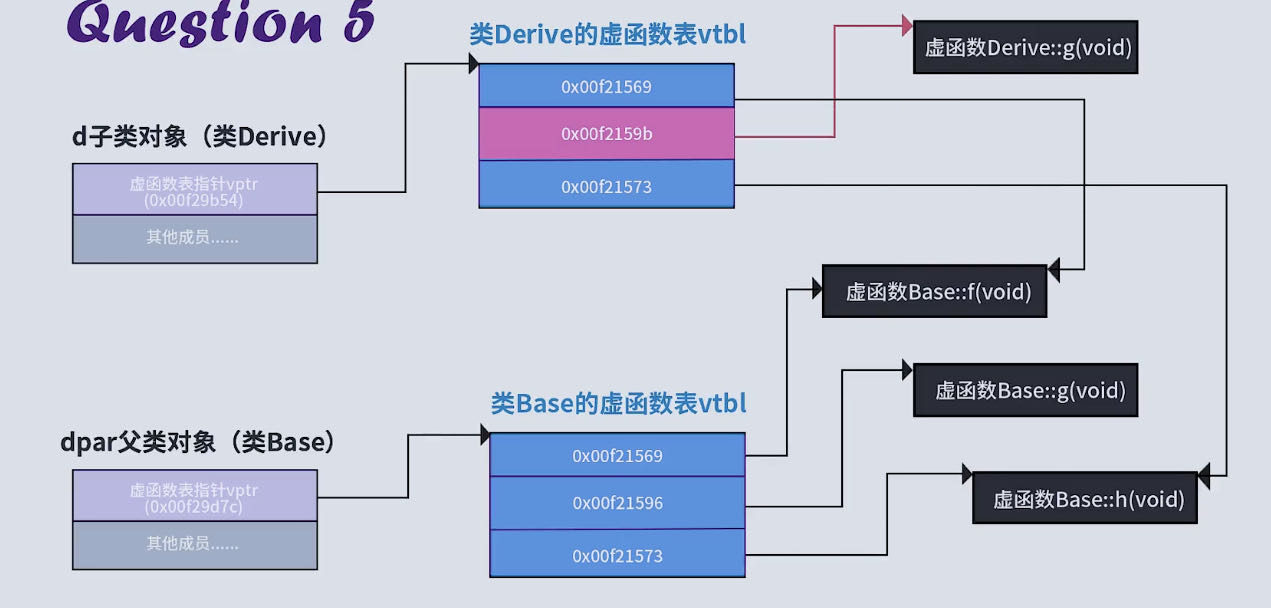 Question 5
类Derive的虚函数表vtbl
虚函数Derive::g(void)
0x00f21569
0x00f2159b
0x00f21573
d子类对象（类Derive）
虚函数表指针vptr
(0x00f29b54)
其他成员......
虚函数Base::f(void)
虚函数Base::g(void)
虚函数Base::h(void)
类Base的虚函数表vtbl
0x00f21569
0x00f21596
0x00f21573
dpar父类对象（类Base）
虚函数表指针vptr
(0x00f29d7c)
其他成员......